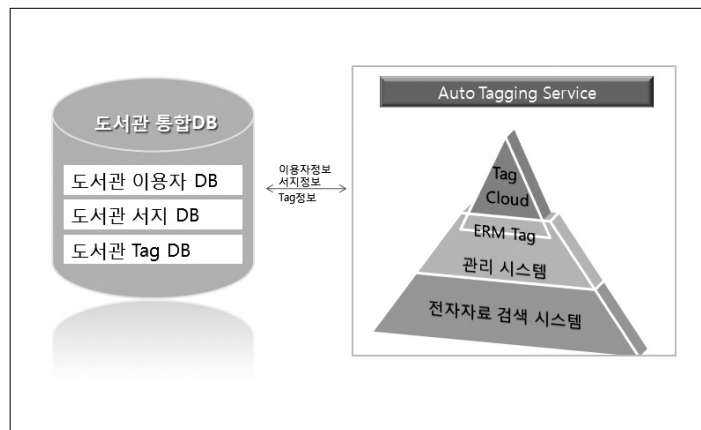 도서관 통합DB
도서관 이용자 DB
도서관 서지 DB
도서관 Tag DB
이용자정보
서지정보
Tag정보
Auto Tagging Service
Tag
Cloud
ERM Tag
관리 시스템
전자자료 검색 시스템